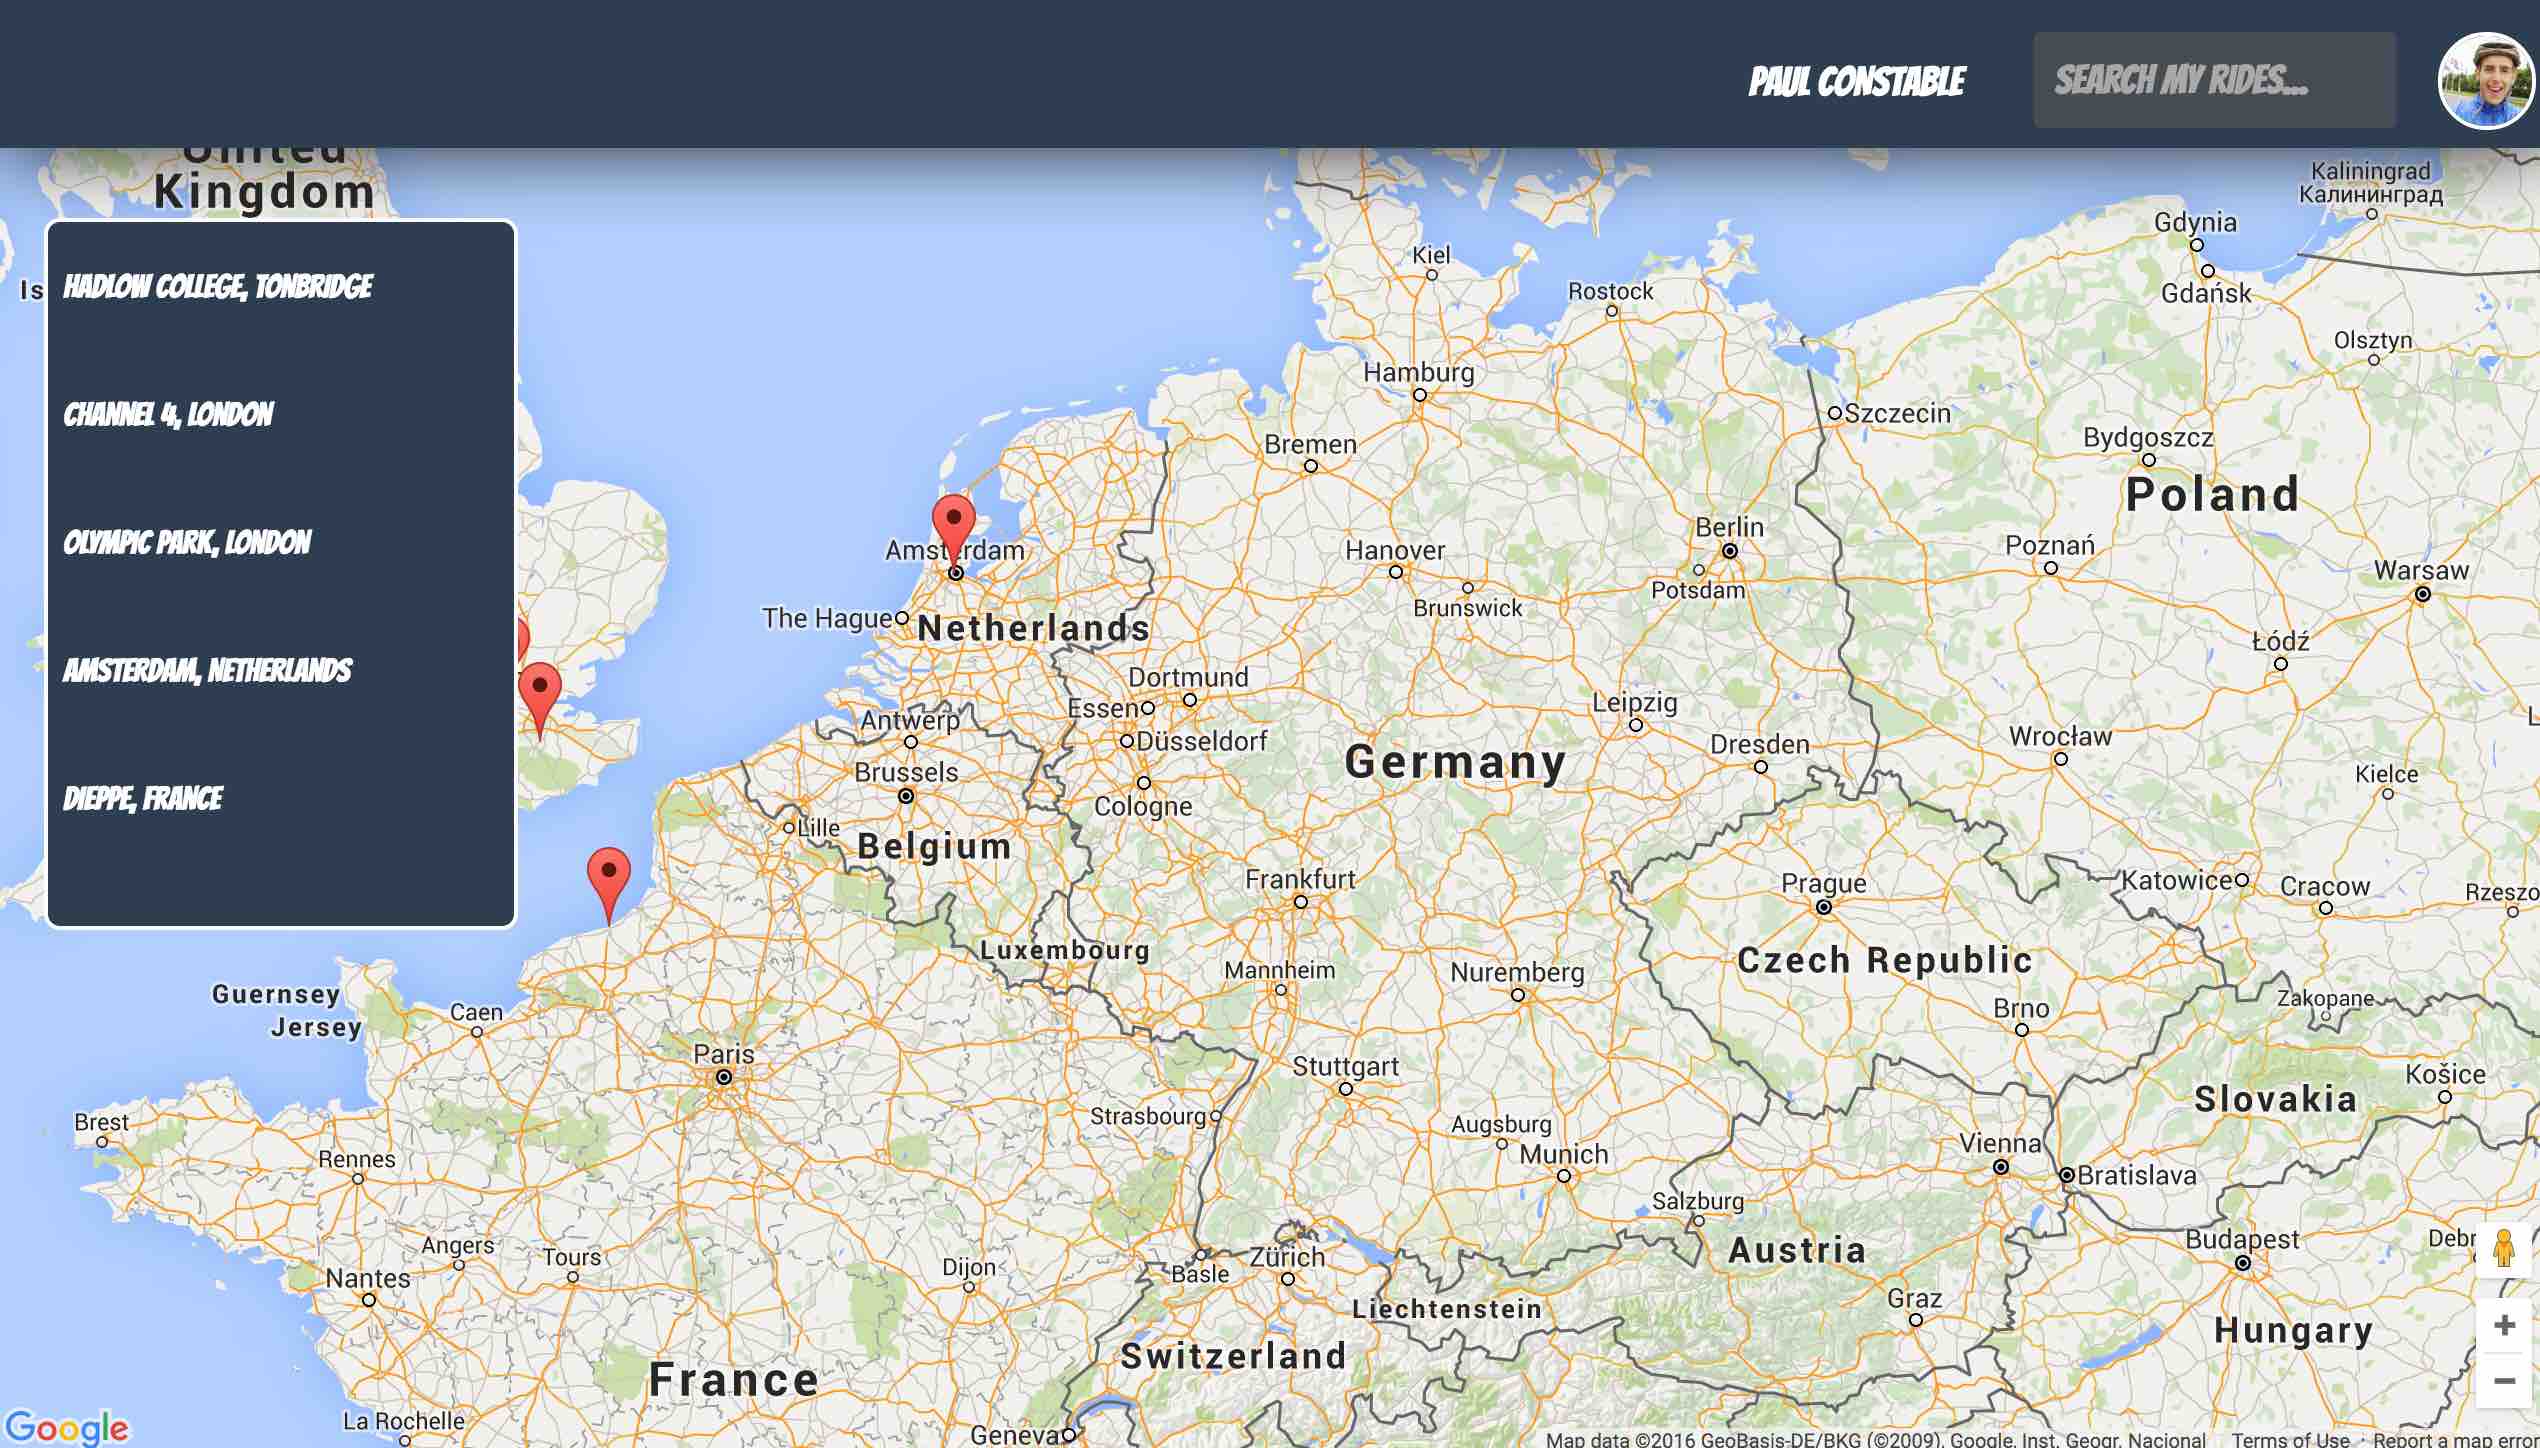 PAUL CONSTABLE
SEARCH MY RIDES...
United
Kingdom
Kaliningrad
Калининград
Gdynia
Gdańsk
Kiel
Rostock
Is
HADLOW COLLEGE, TONBRIDGE
Olsztyn
Hamburg
Szczecin
CHANNEL 4, LONDON
Bremen
Bydgoszcz
Poland
OLYMPIC PARK, LONDON
Amsterdam
Hanover
Berlin
Poznań
Potsdam
Warsaw
Brunswick
The Hague
Netherlands
Łódź
AMSTERDAM, NETHERLANDS
Dortmund
Essen
Leipzig
Antwerp
Düsseldorf
Dresden
Wrocław
L
Brussels
Germany
Kielce
DIEPPE, FRANCE
Cologne
Lille
Belgium
Frankfurt
Prague
Katowice
Cracow
Rzeszo
Luxembourg
Czech Republic
Mannheim
Nuremberg
Guernsey
Zakopane
Jersey
Caen
Brno
Paris
Stuttgart
Košice
Slovakia
Brest
Strasbourg
Augsburg
Rennes
Munich
Vienna
Bratislava
Salzburg
Angers
Tours
Zürich
Austria
Budapest
Debr
Nantes
Dijon
Basle
Liechtenstein
Graz
Hungary
Switzerland
France
La Rochelle
Geneva
Google
Map data ©2016 GeoBasis-DE/BKG (©2009), Google, Inst. Geogr. Nacional
Terms of Use
Report a map error